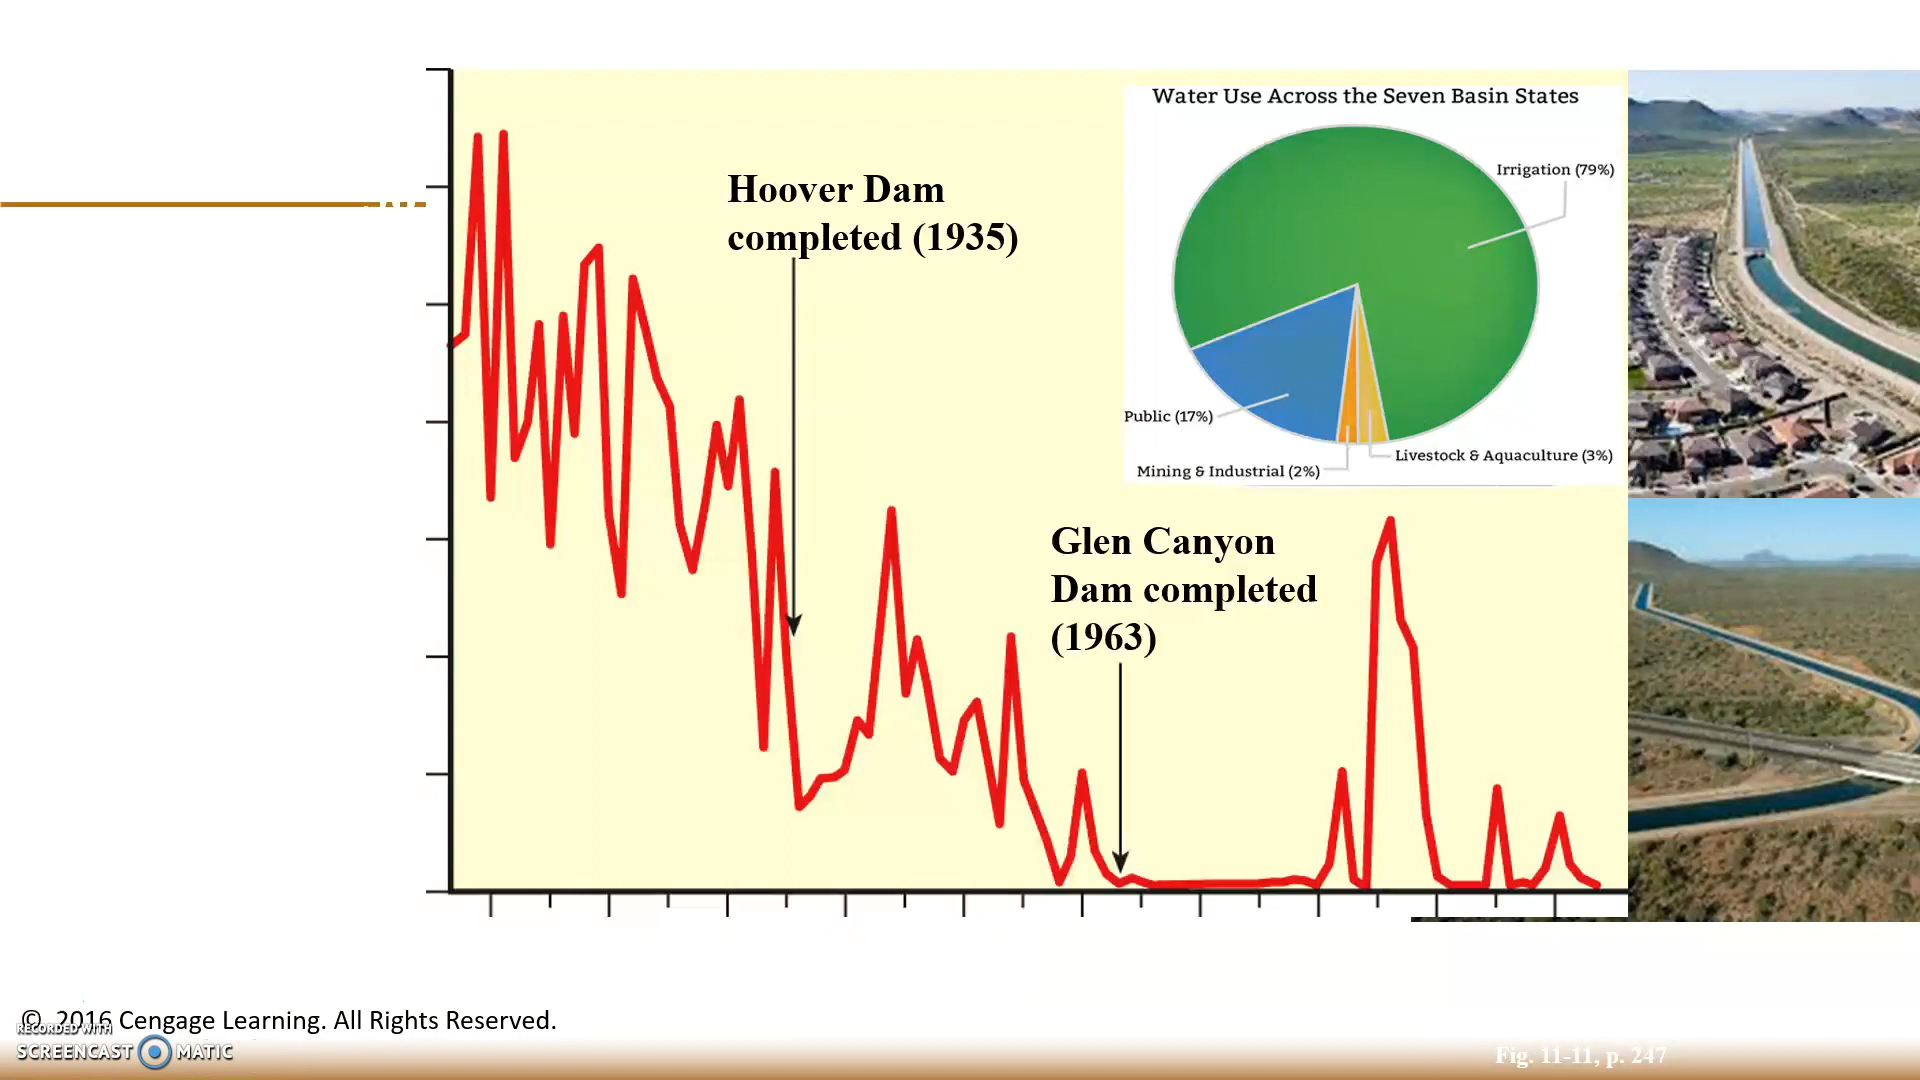 Water Use Across the Seven Basin States
Irrigation (79%)
Hoover Dam
completed (1935)
Public (17%)
Livestock & Aquaculture (3%)
Mining & Industrial (2%)
Glen Canyon
Dam completed
(1963)
© 2016 Cengage Learning. All Rights Reserved.
RECORDED WITH
SCREENCAST MATIC
Fig. 11-11, p. 247